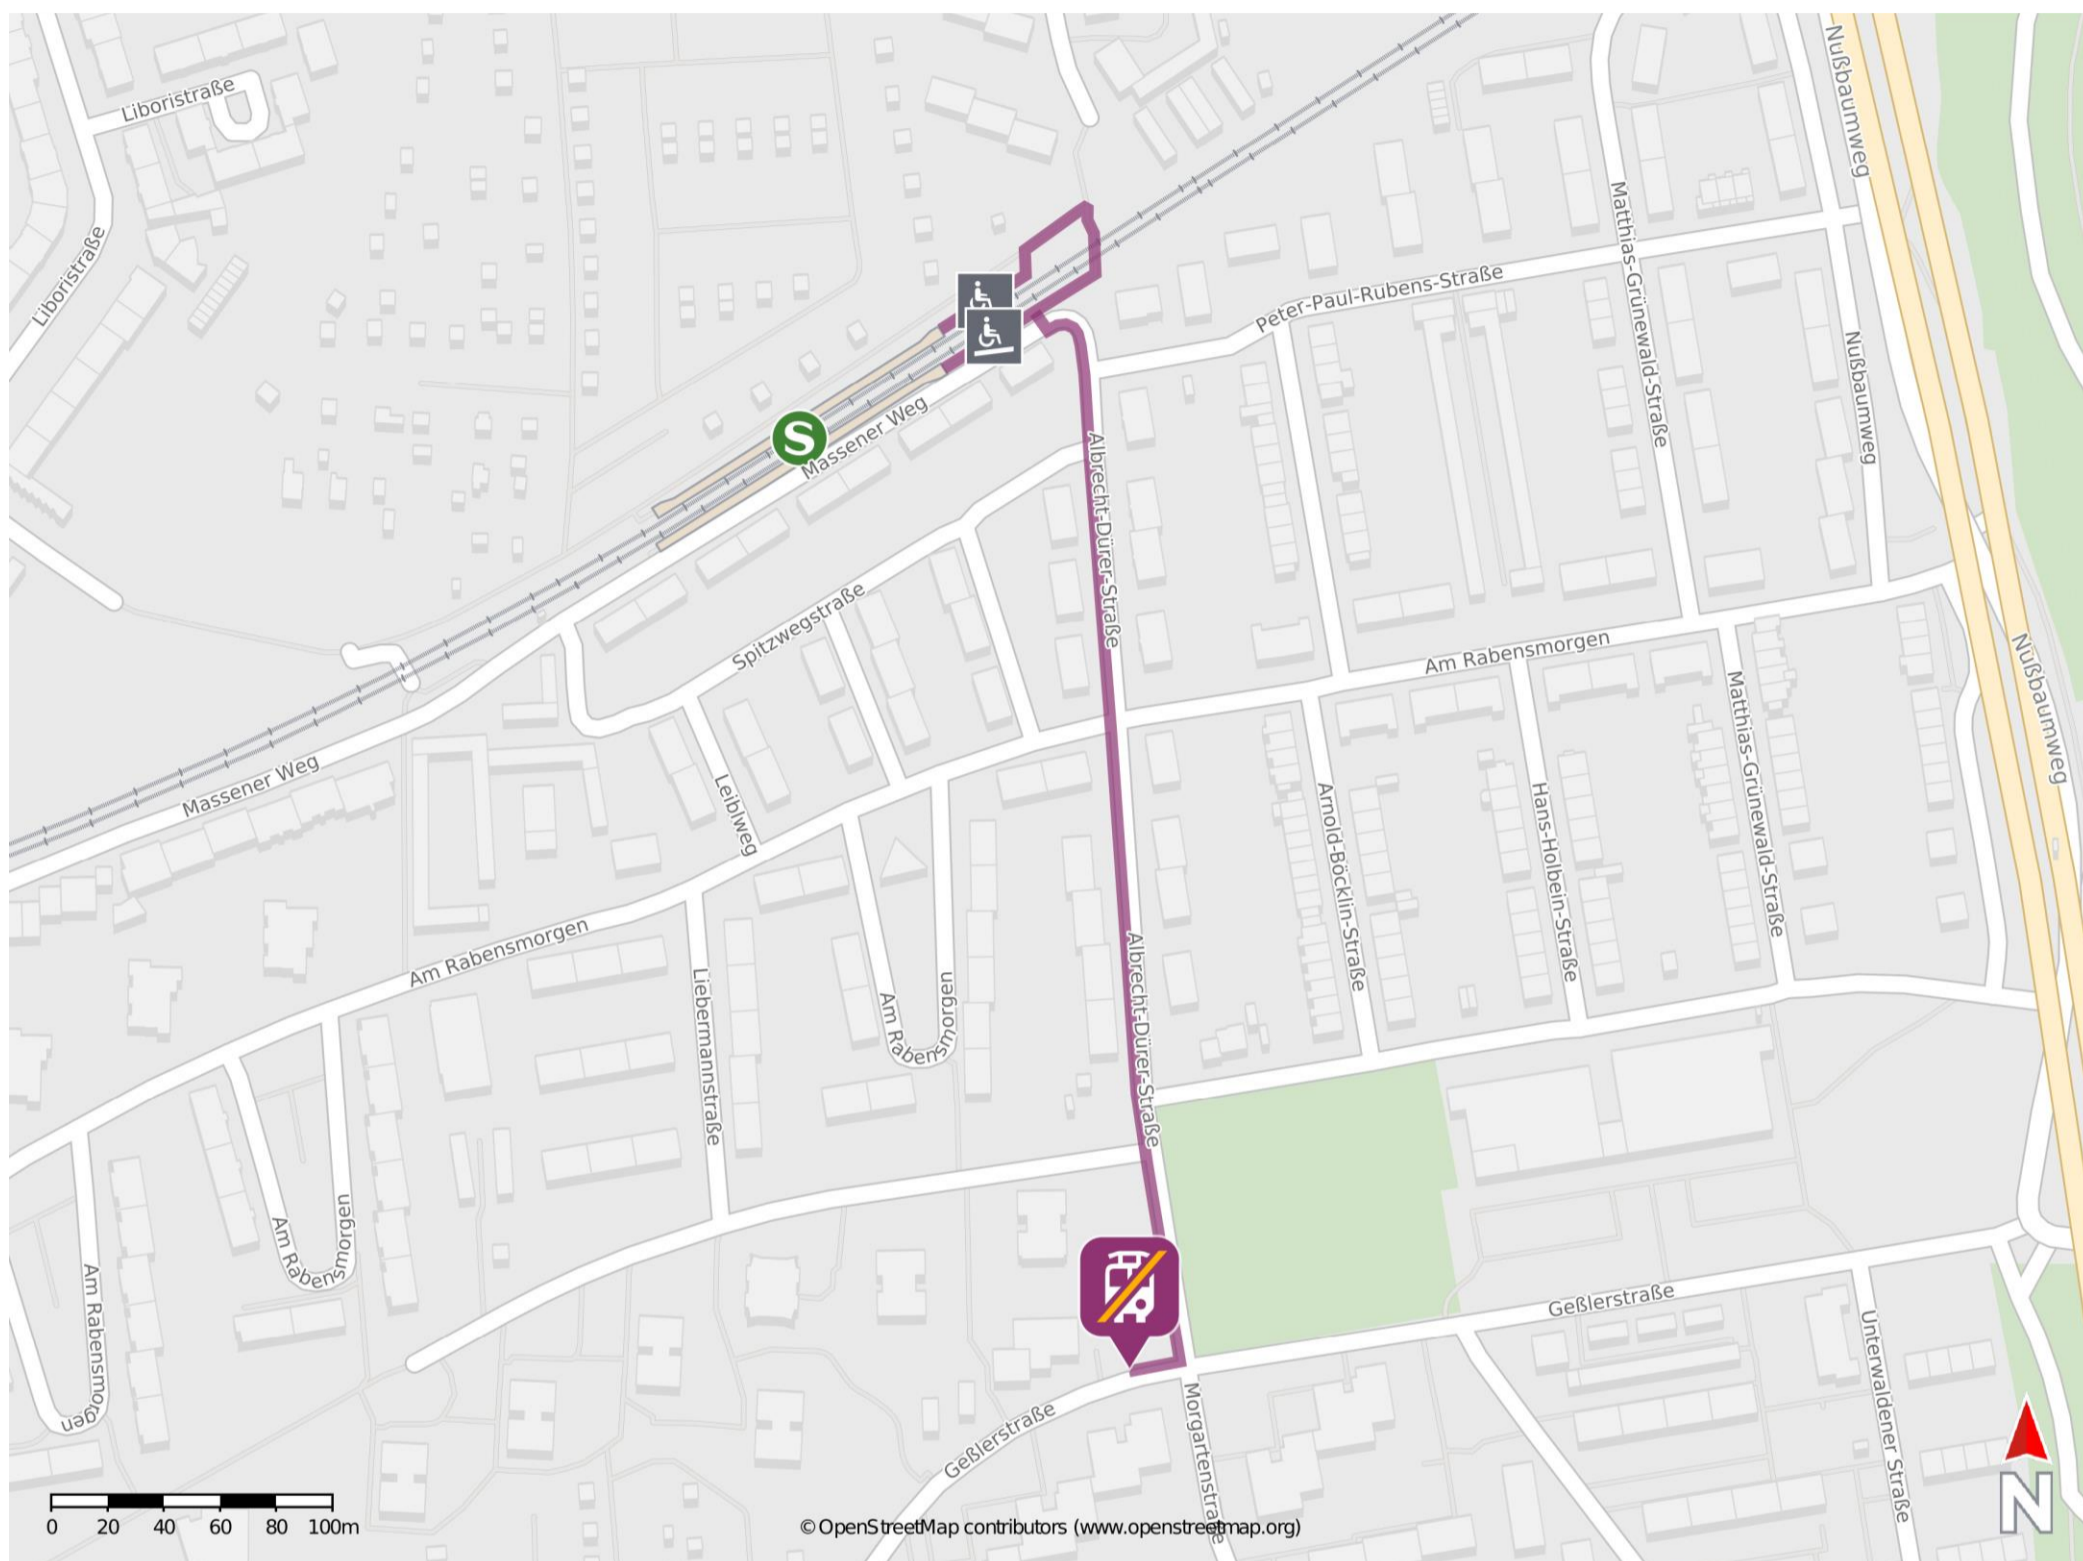 Liboristraße
Nußbaumweg
Liboristraße
Matthias-Grünewald-Straße
Peter-Paul-Rubens-Straße
Nußbaumweg
S
Massener Weg
Albrecht-Dürer-Straße
Spitzwegstraße
Am Rabensmorgen
Nußbaumweg
Matthias-Grünewald-Straße
Massener Weg
Leiblweg
Arnold-Böcklin-Straße
Hans-Holbein-Straße
Am Rabensmorgen
Liebermannstraße
Am Rabensmorgen
Albrecht-Dürer-Straße
Am Rabensmorgen
Am Rabensmorgen
Geßlerstraße
Unterwaldener Straße
Geßlerstraße
Morgartenstraße
N
0 20 40 60 80 100m
© OpenStreetMap contributors (www.openstreetmap.org)